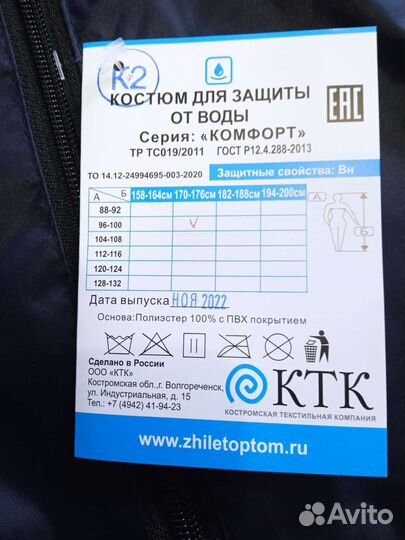 К2
КОСТЮМ ДЛЯ ЗАЩИТЫ
ОТ ВОДЫ
Серия: «КОМФОРТ»
ТР ТС019/2011 ГОСТ Р12.4.288-2013
ЕАС
ТО 14.12-24994695-003-2020 Защитные свойства: Вн
А Б 158-164см 170-176см 182-188см 194-200см
88-92
96-100 V
104-108
112-116
120-124
128-132
А
Б
Дата выпуска НОЯ 2022
Основа: Полиэстер 100% с ПВХ покрытием
Сделано в России
ООО «КТК»
Костромская обл., г. Волгореченск,
ул. Индустриальная, д. 15
Тел.: +7 (4942) 41-94-23
КТК
КОСТРОМСКАЯ ТЕКСТИЛЬНАЯ КОМПАНИЯ
www.zhiletoptom.ru
Avito